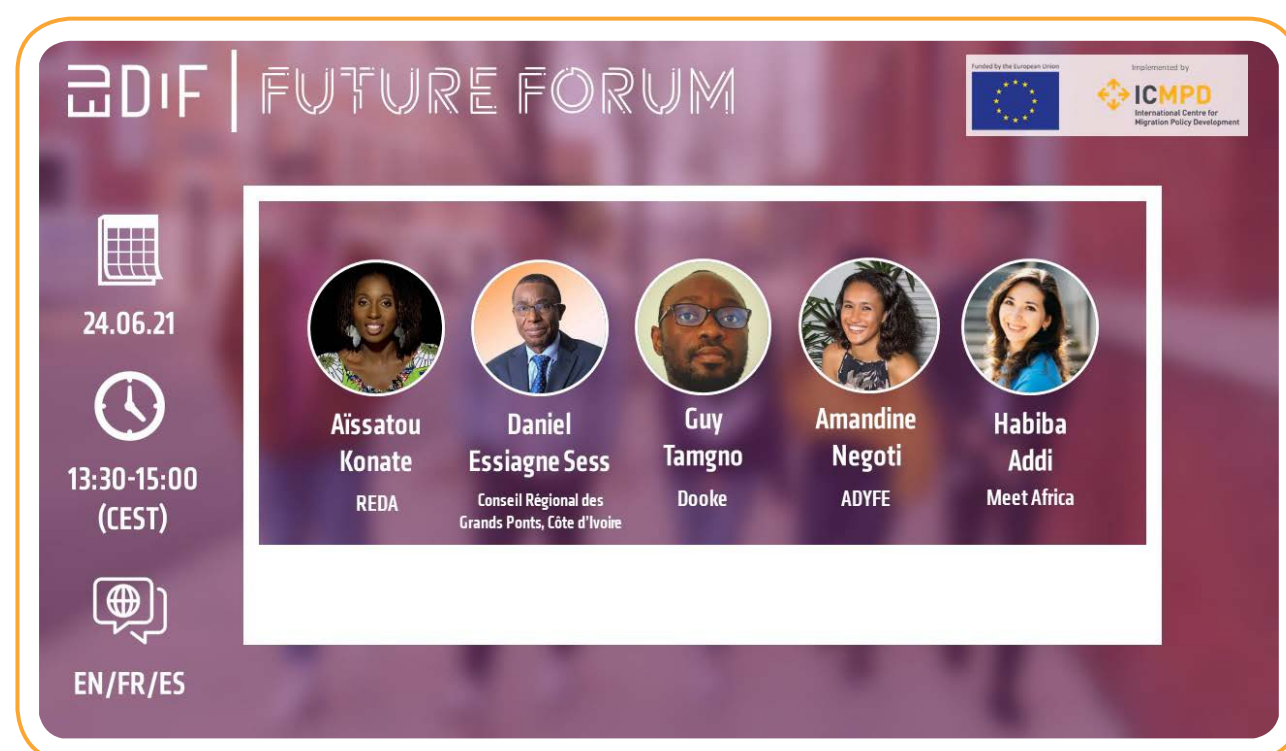 EUDiF | FUTURE FORUM
Funded by the European Union
Implemented by
ICMPD
International Centre for
Migration Policy Development
24.06.21
13:30-15:00
(CEST)
EN/FR/ES
Aïssatou
Konate
REDA
Daniel
Essiagne Sess
Conseil Régional des
Grands Ponts, Côte d'Ivoire
Guy
Tamgno
Dooke
Amandine
Negoti
ADYFE
Habiba
Addi
Meet Africa